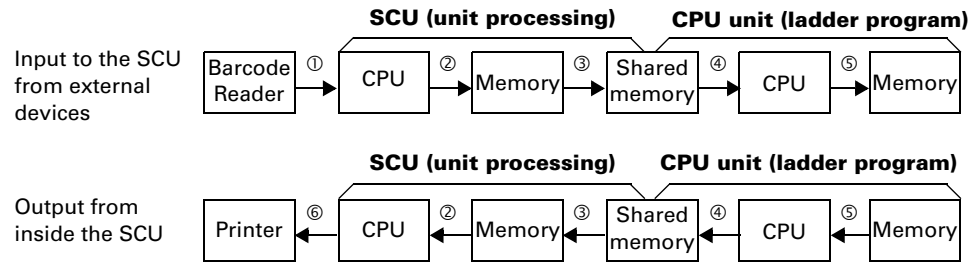 SCU (unit processing) CPU unit (ladder program)
Input to the SCU
from external
devices
Barcode
Reader
①
CPU
②
Memory
③
Shared
memory
④
CPU
⑤
Memory
SCU (unit processing) CPU unit (ladder program)
Output from
inside the SCU
Printer
⑥
CPU
②
Memory
③
Shared
memory
④
CPU
⑤
Memory